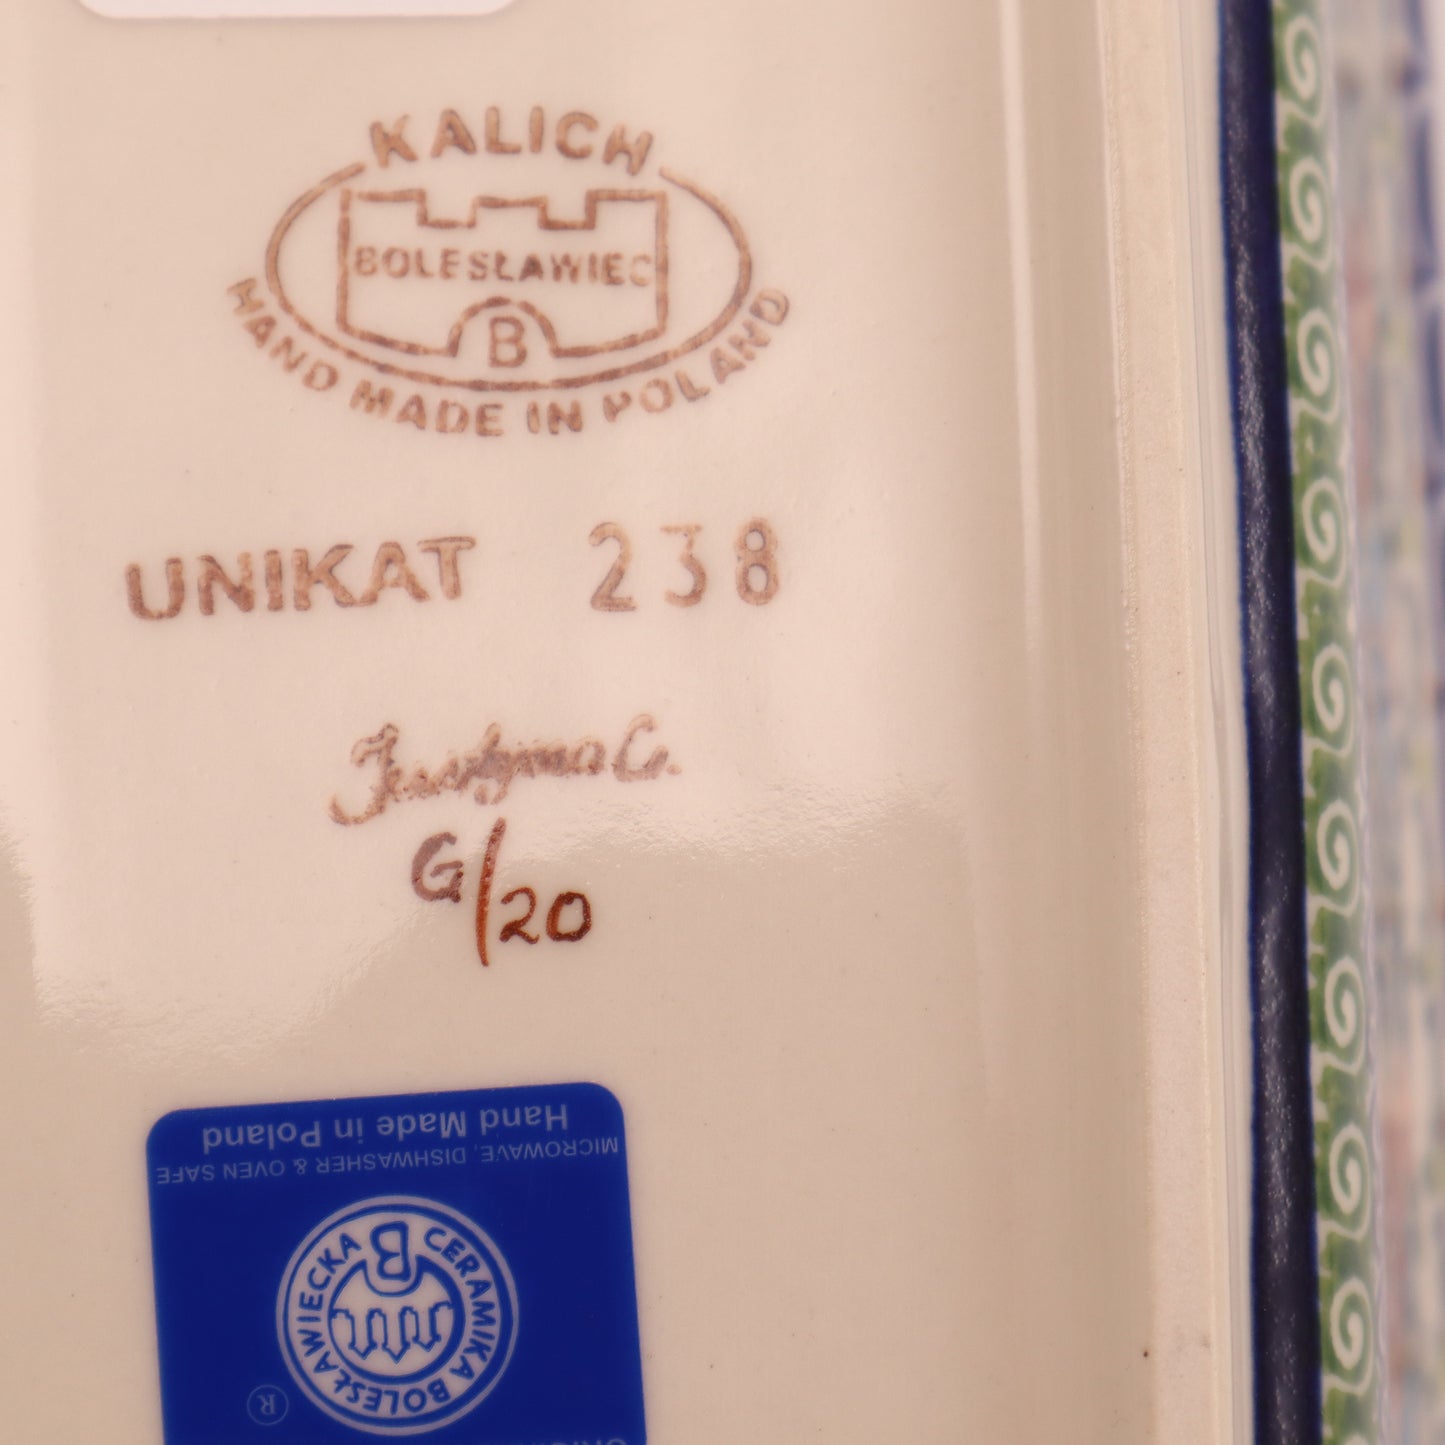 KALICH
BOLESŁAWIEC
B
HAND MADE IN POLAND
UNIKAT 238
Justyna C.
G/20
Hand Made in Poland
MICROWAVE, DISHWASHER & OVEN SAFE
B
CERAMIKA BOLESŁAWIECKA
®